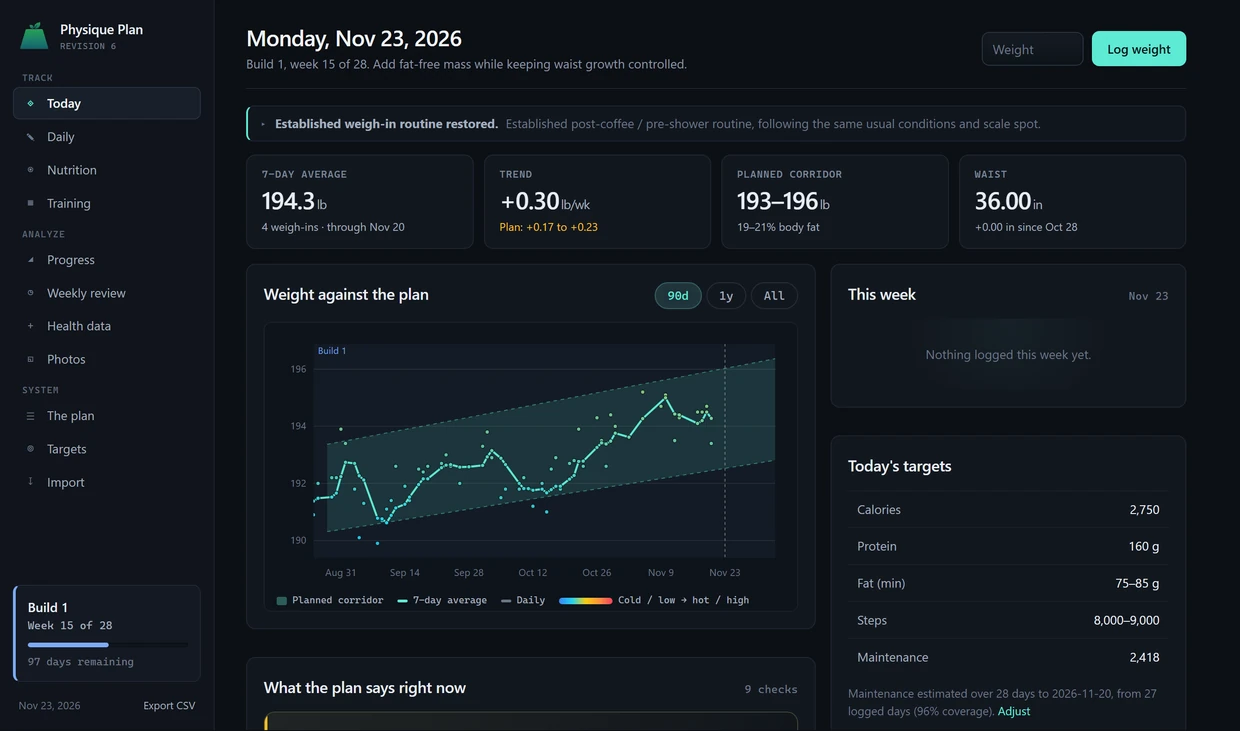 Physique Plan
REVISION 6
TRACK
Today
Daily
Nutrition
Training
ANALYZE
Progress
Weekly review
Health data
Photos
SYSTEM
The plan
Targets
Import
Build 1
Week 15 of 28
97 days remaining
Nov 23, 2026
Export CSV
Monday, Nov 23, 2026
Build 1, week 15 of 28. Add fat-free mass while keeping waist growth controlled.
Weight
Log weight
Established weigh-in routine restored. Established post-coffee / pre-shower routine, following the same usual conditions and scale spot.
7-DAY AVERAGE
194.3 lb
4 weigh-ins · through Nov 20
TREND
+0.30 lb/wk
Plan: +0.17 to +0.23
PLANNED CORRIDOR
193–196 lb
19–21% body fat
WAIST
36.00 in
+0.00 in since Oct 28
Weight against the plan
90d
1y
All
Build 1
196
194
192
190
Aug 31
Sep 14
Sep 28
Oct 12
Oct 26
Nov 9
Nov 23
Planned corridor
7-day average
Daily
Cold / low → hot / high
This week
Nov 23
Nothing logged this week yet.
Today's targets
Calories 2,750
Protein 160 g
Fat (min) 75–85 g
Steps 8,000–9,000
Maintenance 2,418
Maintenance estimated over 28 days to 2026-11-20, from 27
logged days (96% coverage). Adjust
What the plan says right now
9 checks